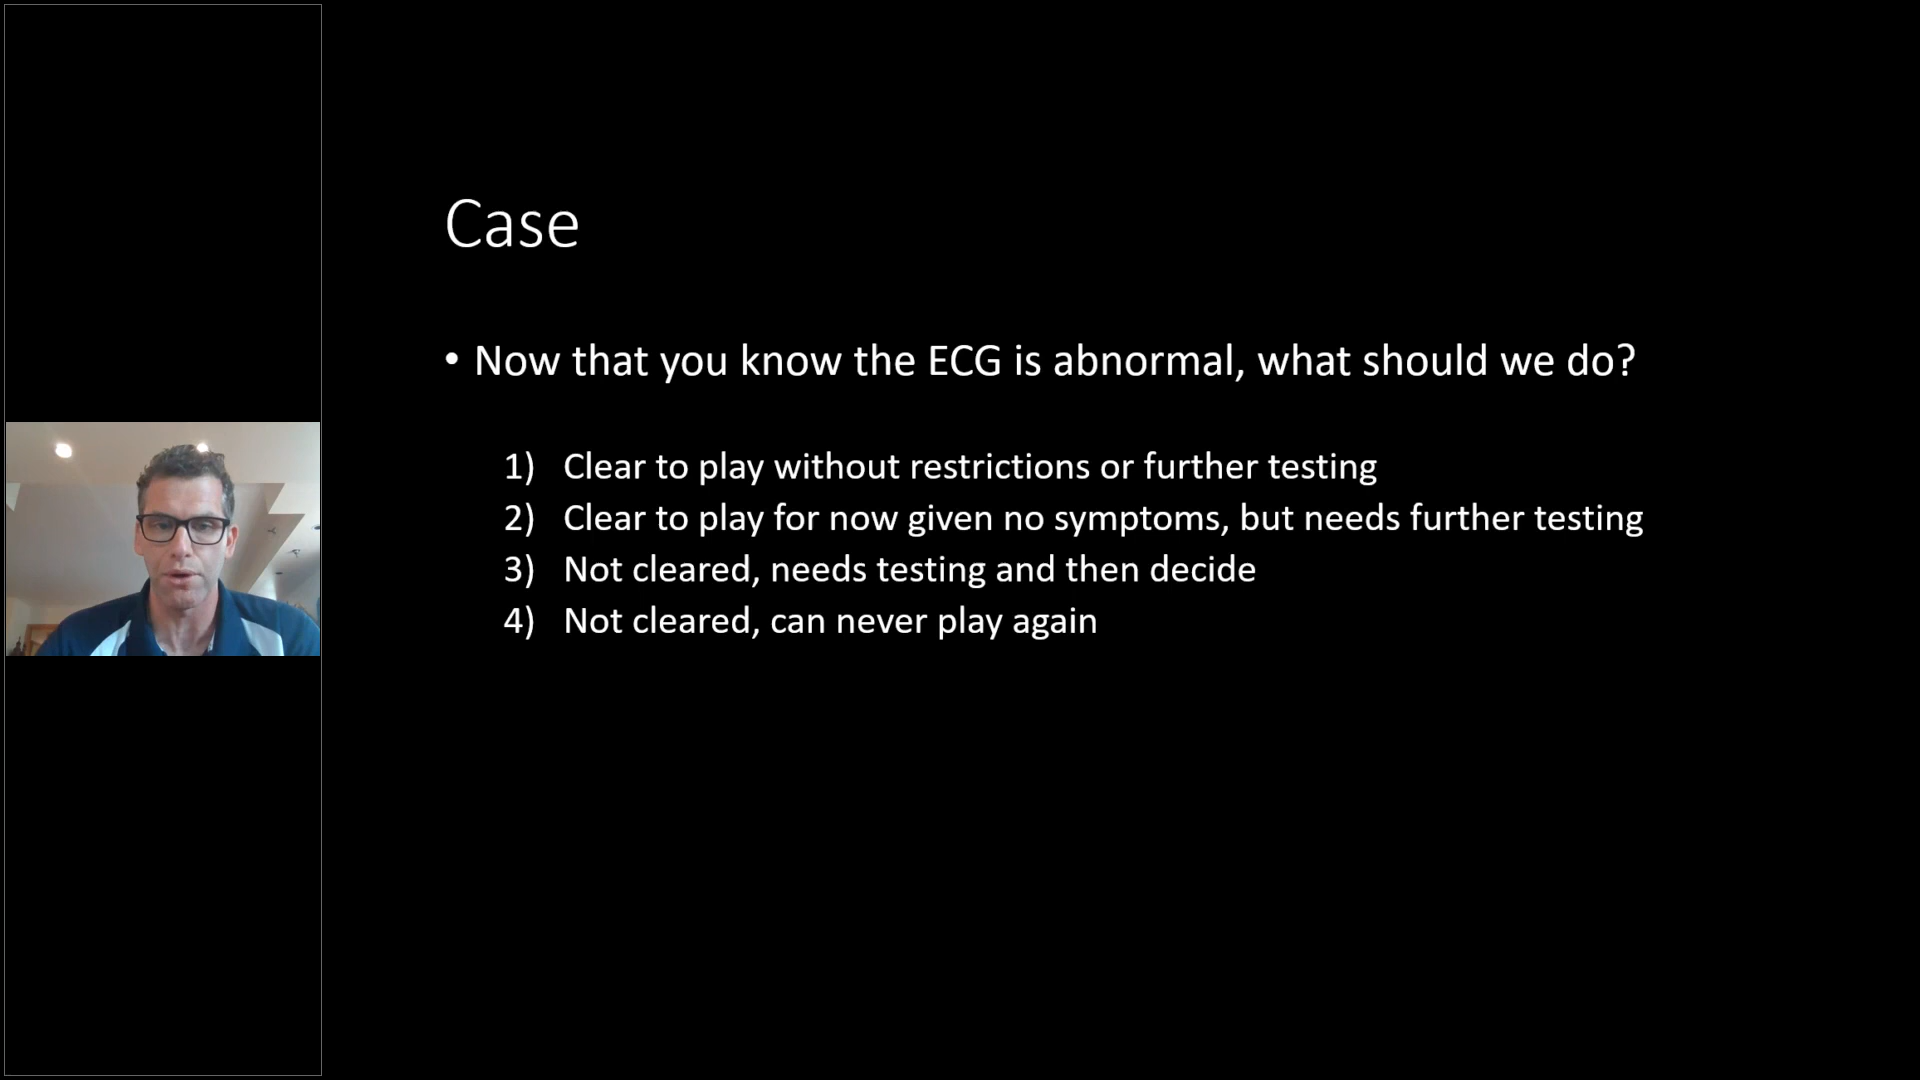 Case
• Now that you know the ECG is abnormal, what should we do?
1) Clear to play without restrictions or further testing
2) Clear to play for now given no symptoms, but needs further testing
3) Not cleared, needs testing and then decide
4) Not cleared, can never play again